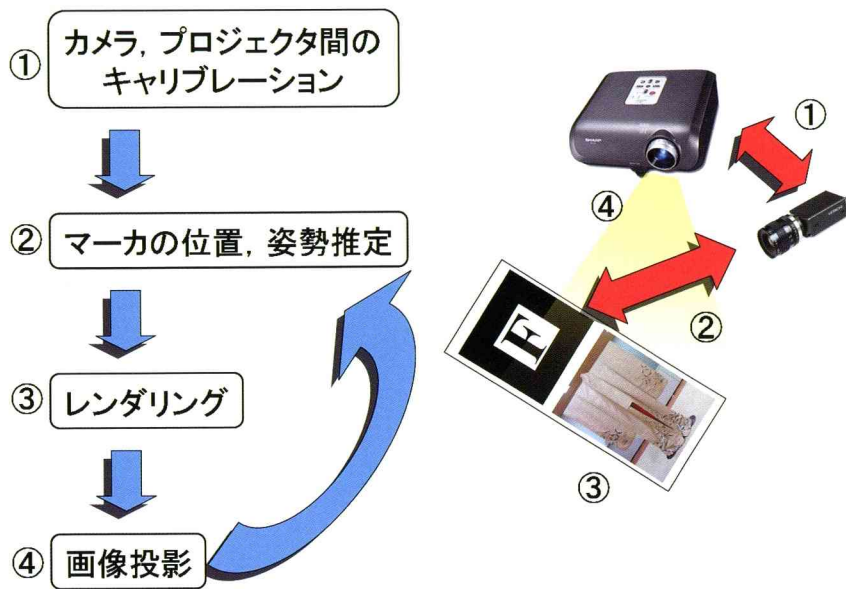 ①
カメラ, プロジェクタ間の
キャリブレーション
②
マーカの位置, 姿勢推定
③
レンダリング
④
画像投影
①
④
②
F
③
SHARP